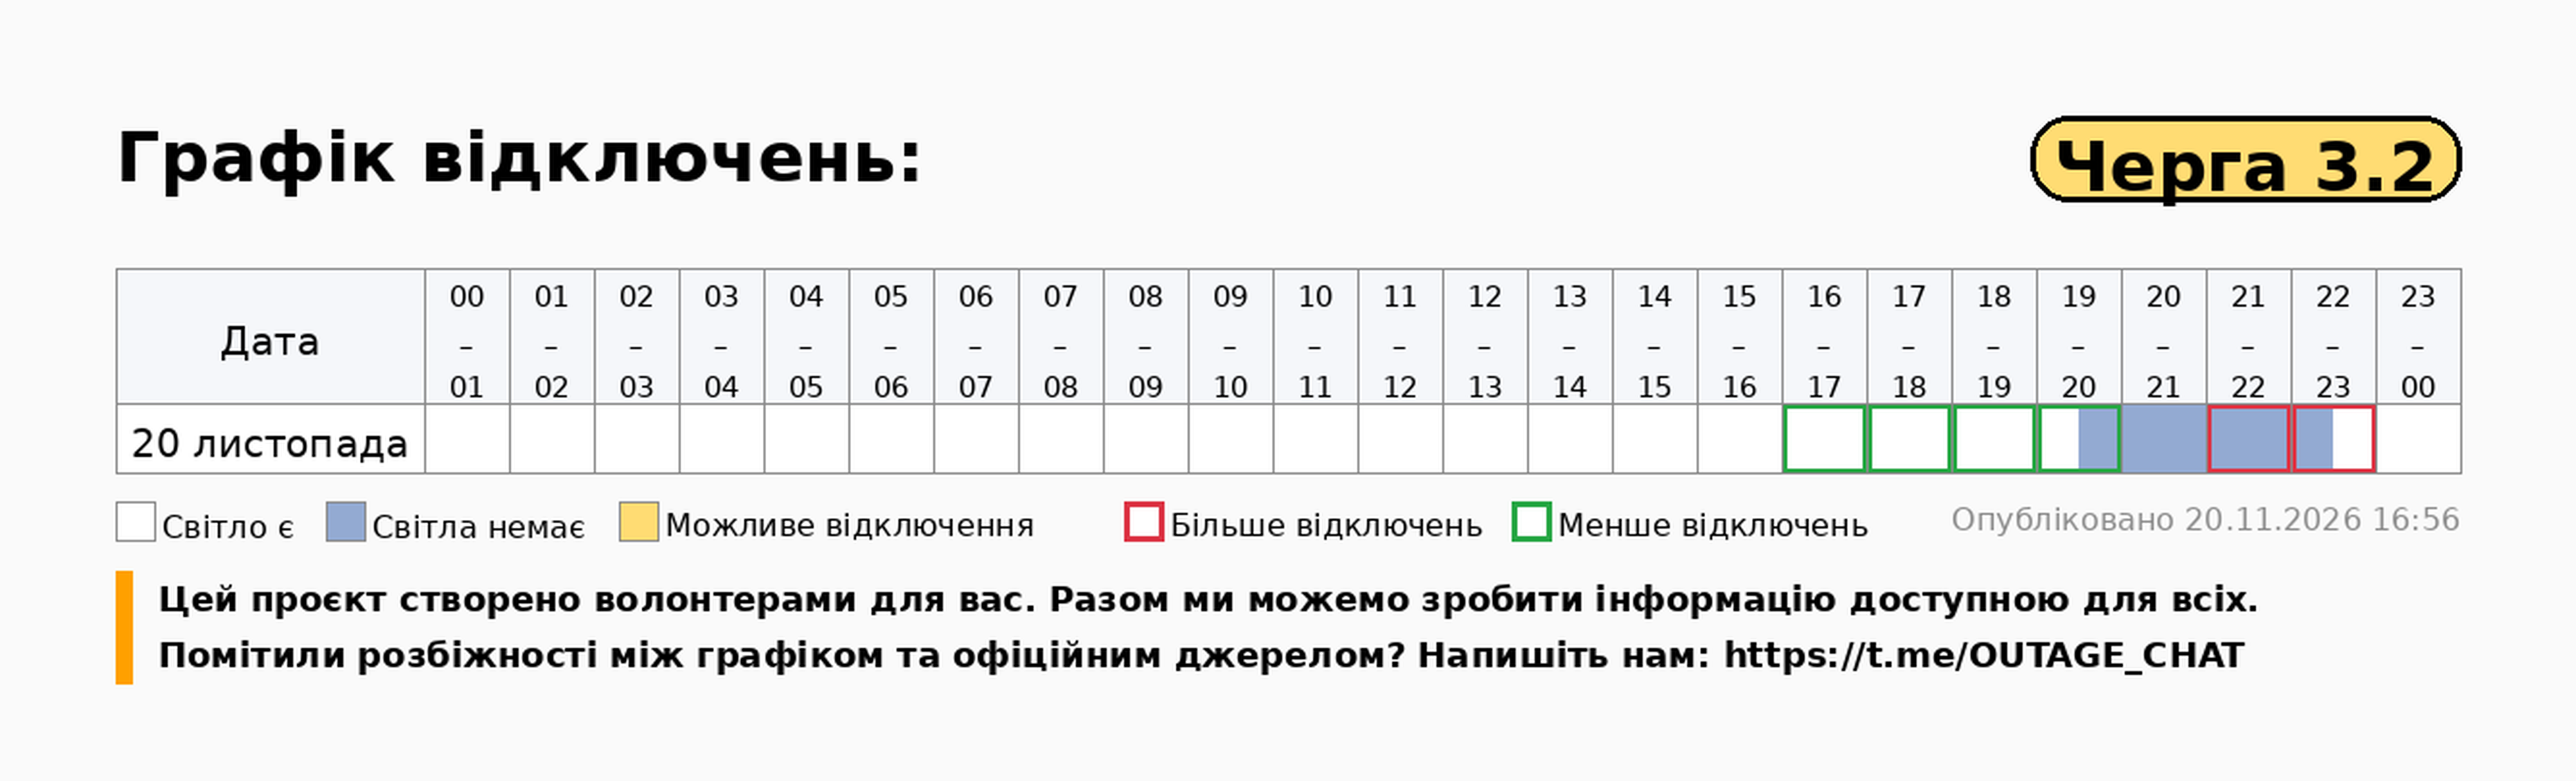 Графік відключень:
Черга 3.2
Дата
00 – 01
01 – 02
02 – 03
03 – 04
04 – 05
05 – 06
06 – 07
07 – 08
08 – 09
09 – 10
10 – 11
11 – 12
12 – 13
13 – 14
14 – 15
15 – 16
16 – 17
17 – 18
18 – 19
19 – 20
20 – 21
21 – 22
22 – 23
23 – 00
20 листопада
Світло є
Світла немає
Можливе відключення
Більше відключень
Менше відключень
Опубліковано 20.11.2026 16:56
Цей проєкт створено волонтерами для вас. Разом ми можемо зробити інформацію доступною для всіх.
Помітили розбіжності між графіком та офіційним джерелом? Напишіть нам: https://t.me/OUTAGE_CHAT